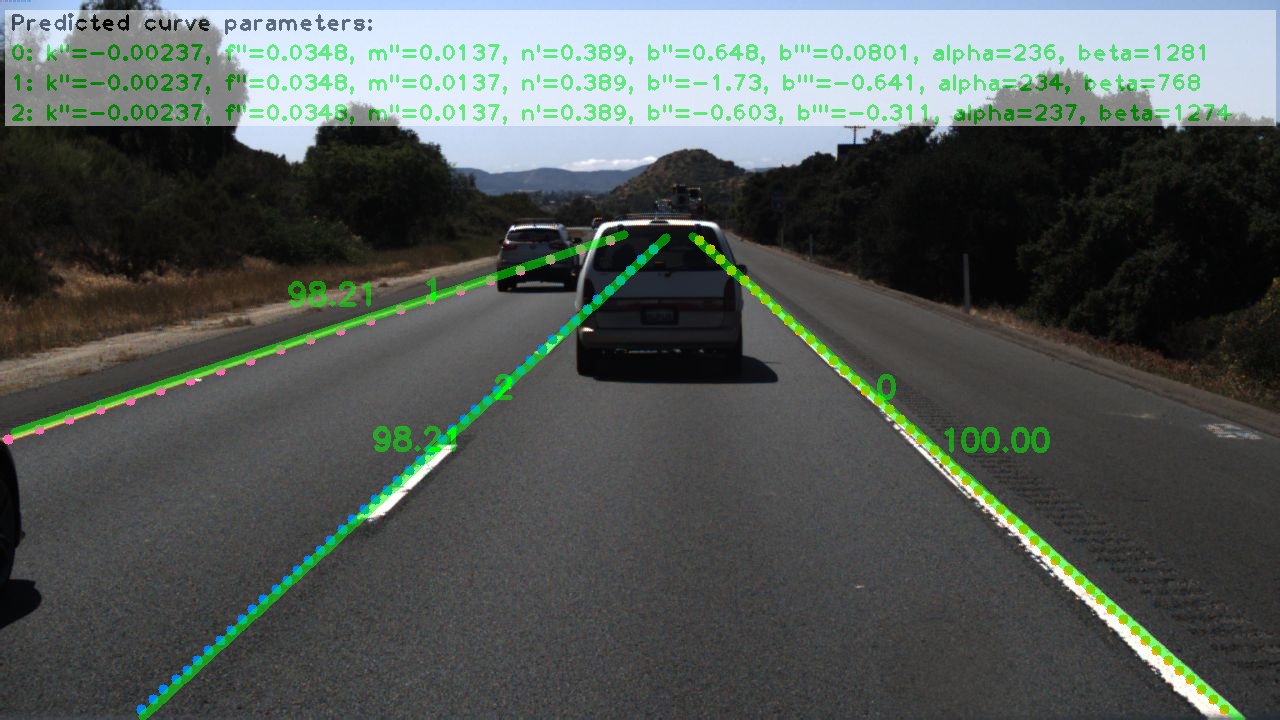 Predicted curve parameters:
0: k''=-0.00237, f''=0.0348, m''=0.0137, n'=0.389, b''=0.648, b'''=0.0801, alpha=236, beta=1281
1: k''=-0.00237, f''=0.0348, m''=0.0137, n'=0.389, b''=-1.73, b'''=-0.641, alpha=234, beta=768
2: k''=-0.00237, f''=0.0348, m''=0.0137, n'=0.389, b''=-0.603, b'''=-0.311, alpha=237, beta=1274
98.21 1
2 0
98.21 100.00